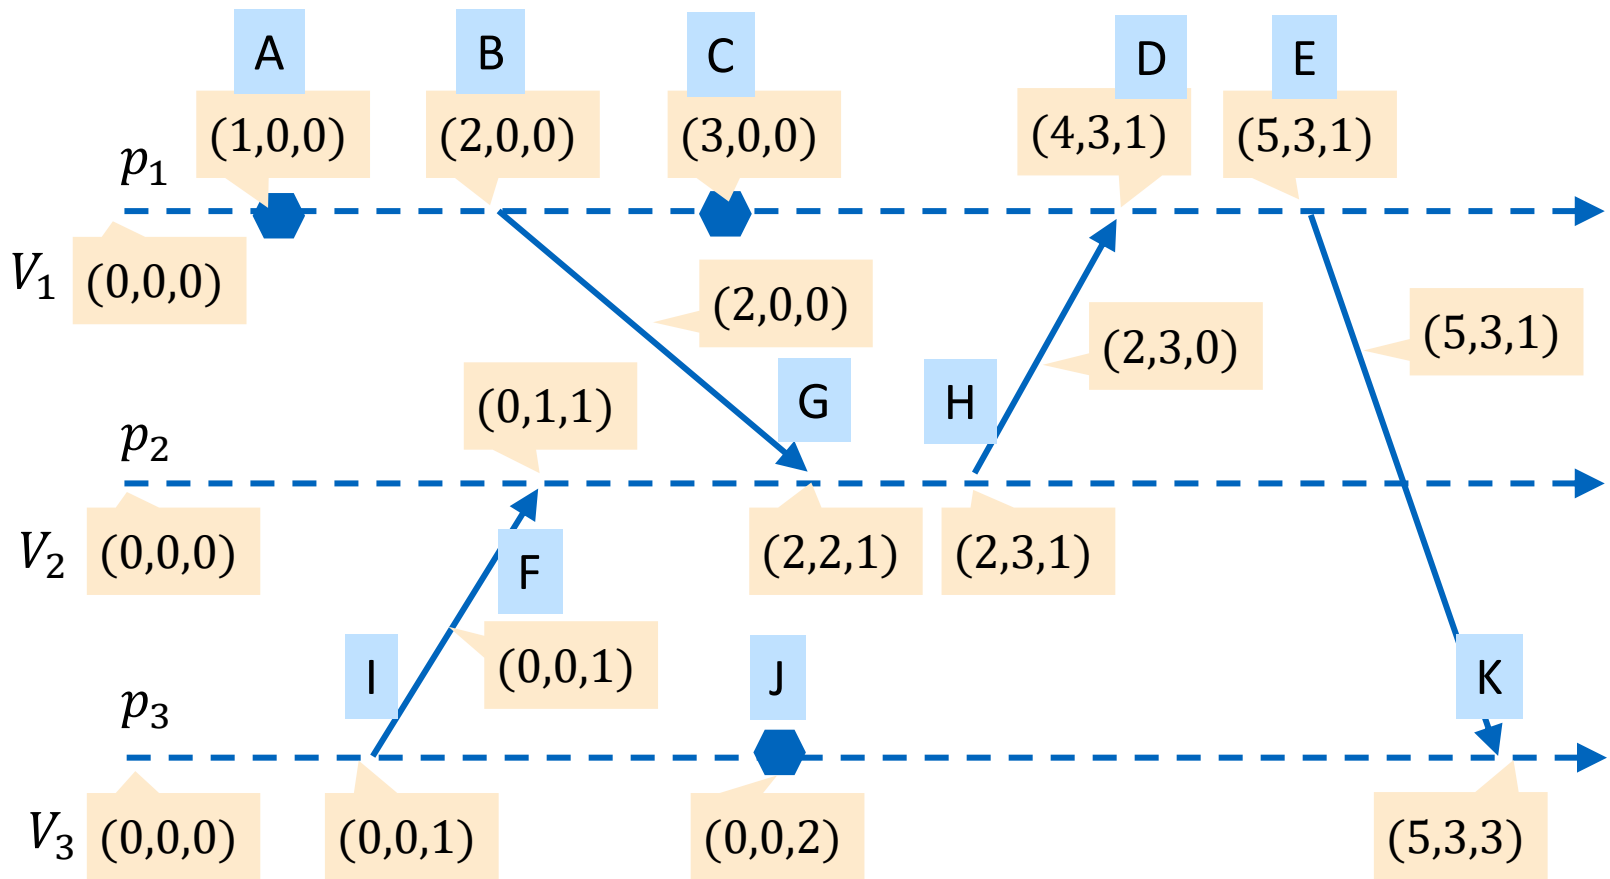 A B C D E
(1,0,0) (2,0,0) (3,0,0) (4,3,1) (5,3,1)
p₁
V₁ (0,0,0)
(2,0,0)
(2,3,0)
(5,3,1)
(0,1,1)
G H
p₂
V₂ (0,0,0) (2,2,1) (2,3,1)
F
(0,0,1)
I J K
p₃
V₃ (0,0,0) (0,0,1) (0,0,2) (5,3,3)